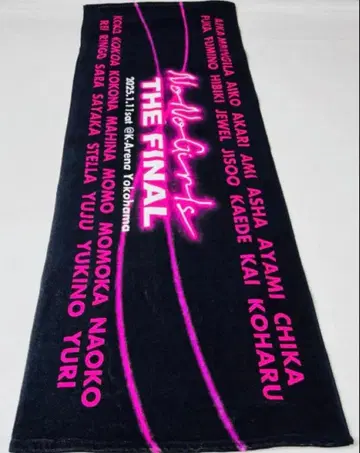 AIKA MBINGILA AIKO AKARI AMI ASHA AYAMI CHIKA
FUKA FUMINO HIBIKI JEWEL JISOO KAEDE KAI KOHARU
No No Girls
THE FINAL
2025.1.11sat @K-Arena Yokohama
KOKO KOKOA KOKONA MAHINA MOMO MOMOKA NAOKO
REI RINGO SARA SAYAKA STELLA YUJU YUKINO YURI